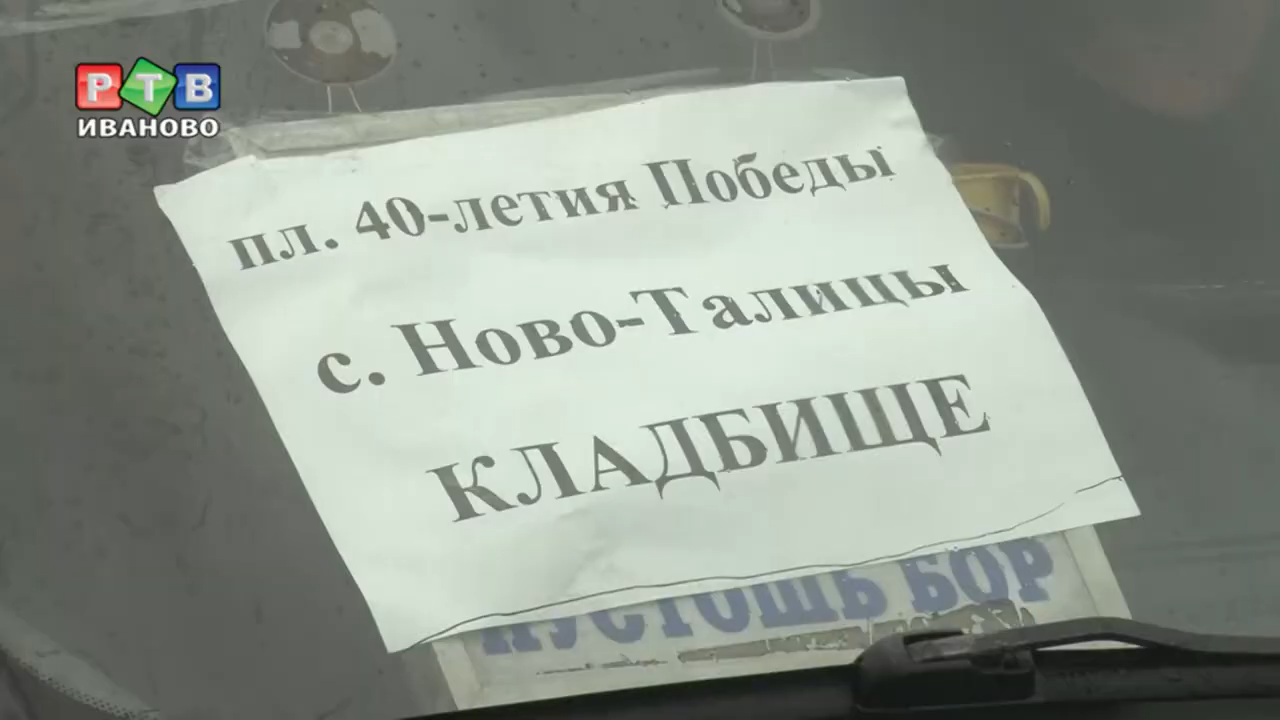 РТВ
ИВАНОВО
пл. 40-летия Победы
с. Ново-Талицы
КЛАДБИЩЕ
ПУСТОШЬ БОР